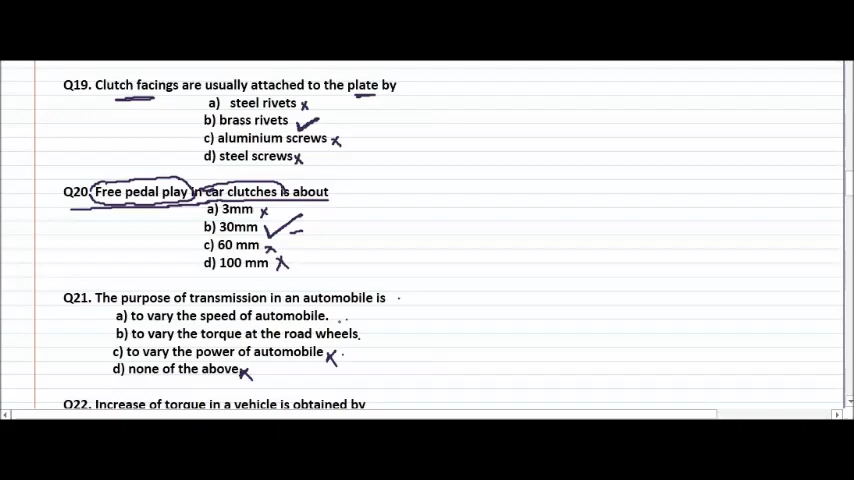 Q19. Clutch facings are usually attached to the plate by
a) steel rivets
b) brass rivets
c) aluminium screws
d) steel screws
Q20. Free pedal play in car clutches is about
a) 3mm
b) 30mm
c) 60 mm
d) 100 mm
Q21. The purpose of transmission in an automobile is
a) to vary the speed of automobile.
b) to vary the torque at the road wheels.
c) to vary the power of automobile
d) none of the above
Q22. Increase of torque in a vehicle is obtained by